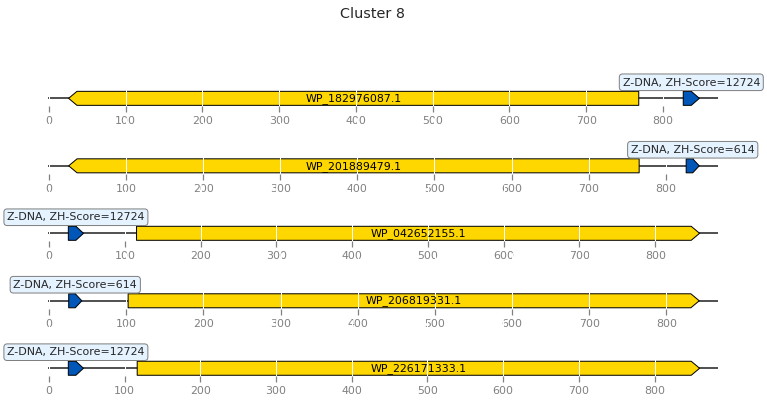 Cluster 8
Z-DNA, ZH-Score=12724
WP_182976087.1
0 100 200 300 400 500 600 700 800
Z-DNA, ZH-Score=614
WP_201889479.1
0 100 200 300 400 500 600 700 800
Z-DNA, ZH-Score=12724
WP_042652155.1
0 100 200 300 400 500 600 700 800
Z-DNA, ZH-Score=614
WP_206819331.1
0 100 200 300 400 500 600 700 800
Z-DNA, ZH-Score=12724
WP_226171333.1
0 100 200 300 400 500 600 700 800